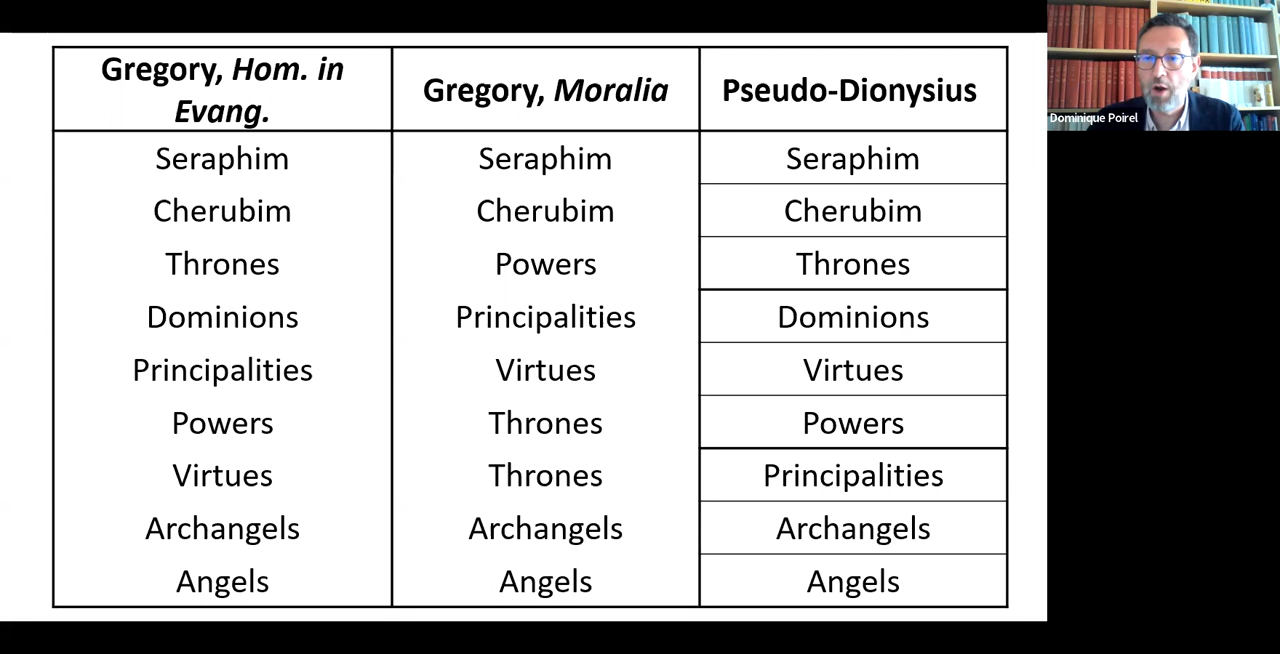 Gregory, Hom. in
Evang.
Gregory, Moralia
Pseudo-Dionysius
Seraphim
Seraphim
Seraphim
Cherubim
Cherubim
Cherubim
Thrones
Powers
Thrones
Dominions
Principalities
Dominions
Principalities
Virtues
Virtues
Powers
Thrones
Powers
Virtues
Thrones
Principalities
Archangels
Archangels
Archangels
Angels
Angels
Angels
Dominique Poirel